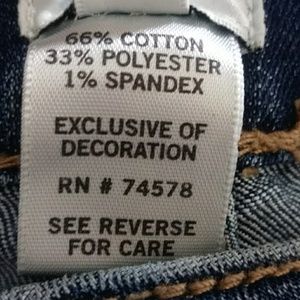 66% COTTON
33% POLYESTER
1% SPANDEX
EXCLUSIVE OF
DECORATION
RN # 74578
SEE REVERSE
FOR CARE